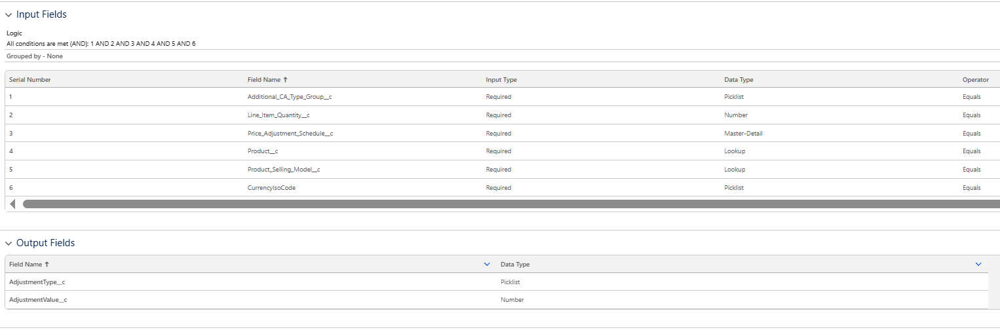 Input Fields
Logic
All conditions are met (AND): 1 AND 2 AND 3 AND 4 AND 5 AND 6
Grouped by - None
Serial Number Field Name ↑ Input Type Data Type Operator
1 Additional_CA_Type_Group__c Required Picklist Equals
2 Line_Item_Quantity__c Required Number Equals
3 Price_Adjustment_Schedule__c Required Master-Detail Equals
4 Product__c Required Lookup Equals
5 Product_Selling_Model__c Required Lookup Equals
6 CurrencyIsoCode Required Picklist Equals
Output Fields
Field Name ↑ Data Type
AdjustmentType__c Picklist
AdjustmentValue__c Number